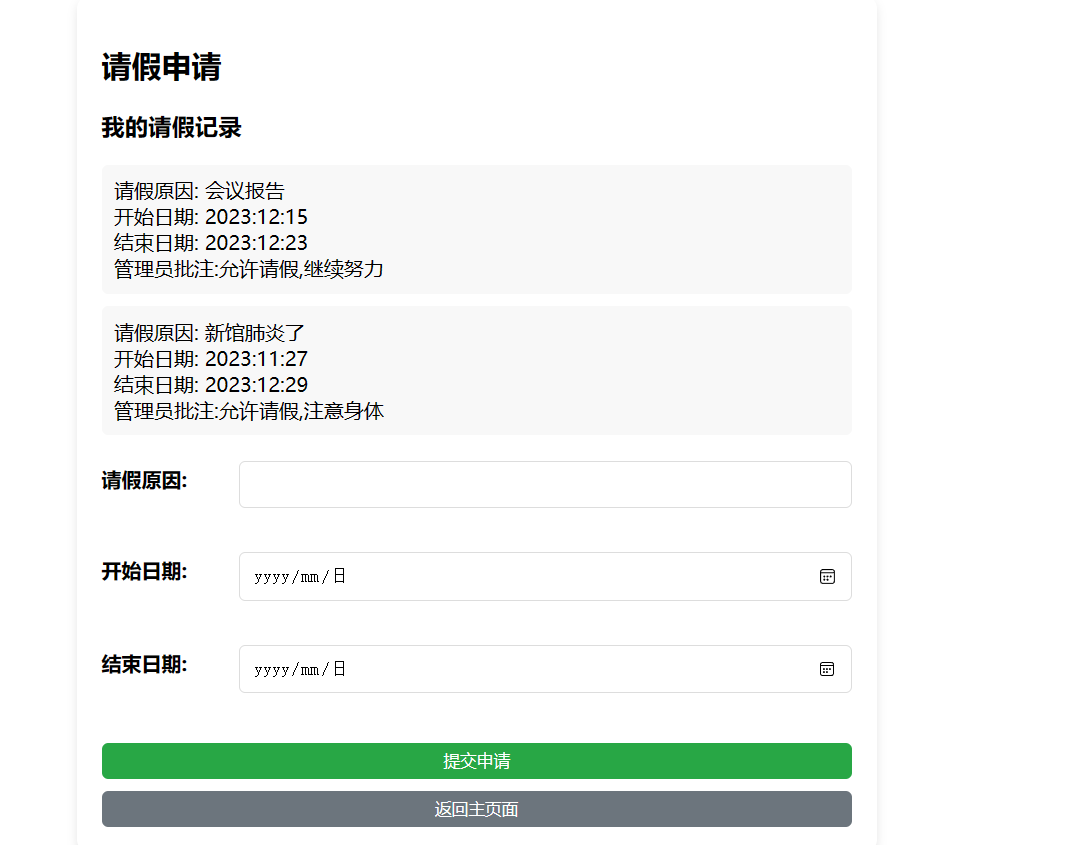 请假申请
我的请假记录
请假原因: 会议报告
开始日期: 2023:12:15
结束日期: 2023:12:23
管理员批注:允许请假,继续努力
请假原因: 新馆肺炎了
开始日期: 2023:11:27
结束日期: 2023:12:29
管理员批注:允许请假,注意身体
请假原因:
开始日期:
yyyy/mm/日
结束日期:
yyyy/mm/日
提交申请
返回主页面